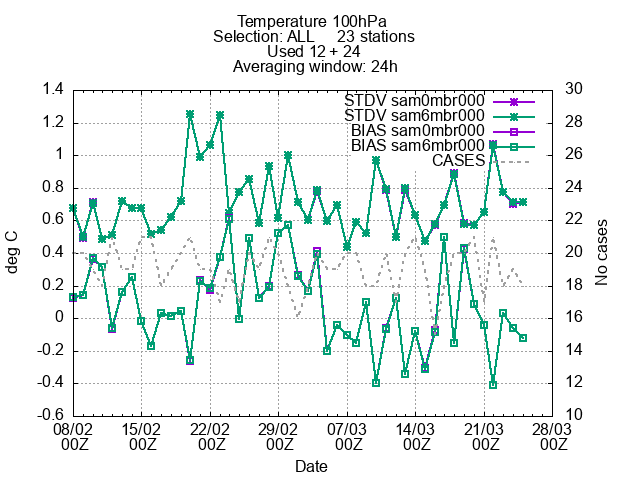 Temperature 100hPa
Selection: ALL 23 stations
Used 12 + 24
Averaging window: 24h
STDV sam0mbr000
STDV sam6mbr000
BIAS sam0mbr000
BIAS sam6mbr000
CASES
deg C
1.4
1.2
1
0.8
0.6
0.4
0.2
0
-0.2
-0.4
-0.6
30
28
26
24
22
20
18
16
14
12
10
No cases
08/02 15/02 22/02 29/02 07/03 14/03 21/03 28/03
00Z 00Z 00Z 00Z 00Z 00Z 00Z 00Z
Date